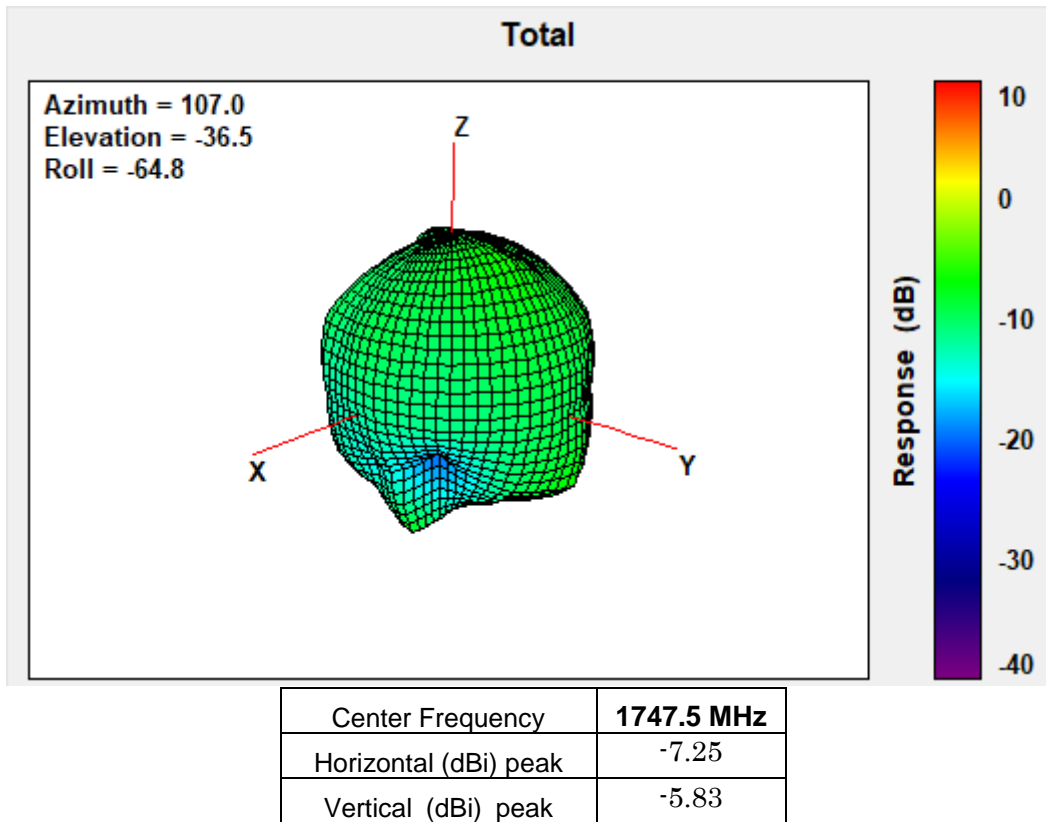 Total
Azimuth = 107.0
Elevation = -36.5
Roll = -64.8
Z
X
Y
10
0
-10
-20
-30
-40
Response (dB)
Center Frequency 1747.5 MHz
Horizontal (dBi) peak -7.25
Vertical (dBi) peak -5.83